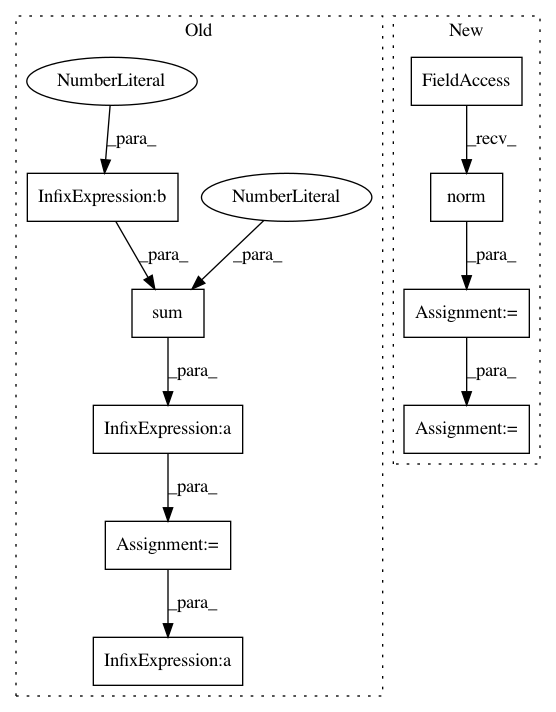 Old
New
NumberLiteral
FieldAccess
_para_
_recv_
InfixExpression:b
NumberLiteral
norm
_para_
_para_
_para_
sum
Assignment:=
_para_
_para_
InfixExpression:a
Assignment:=
_para_
Assignment:=
_para_
InfixExpression:a